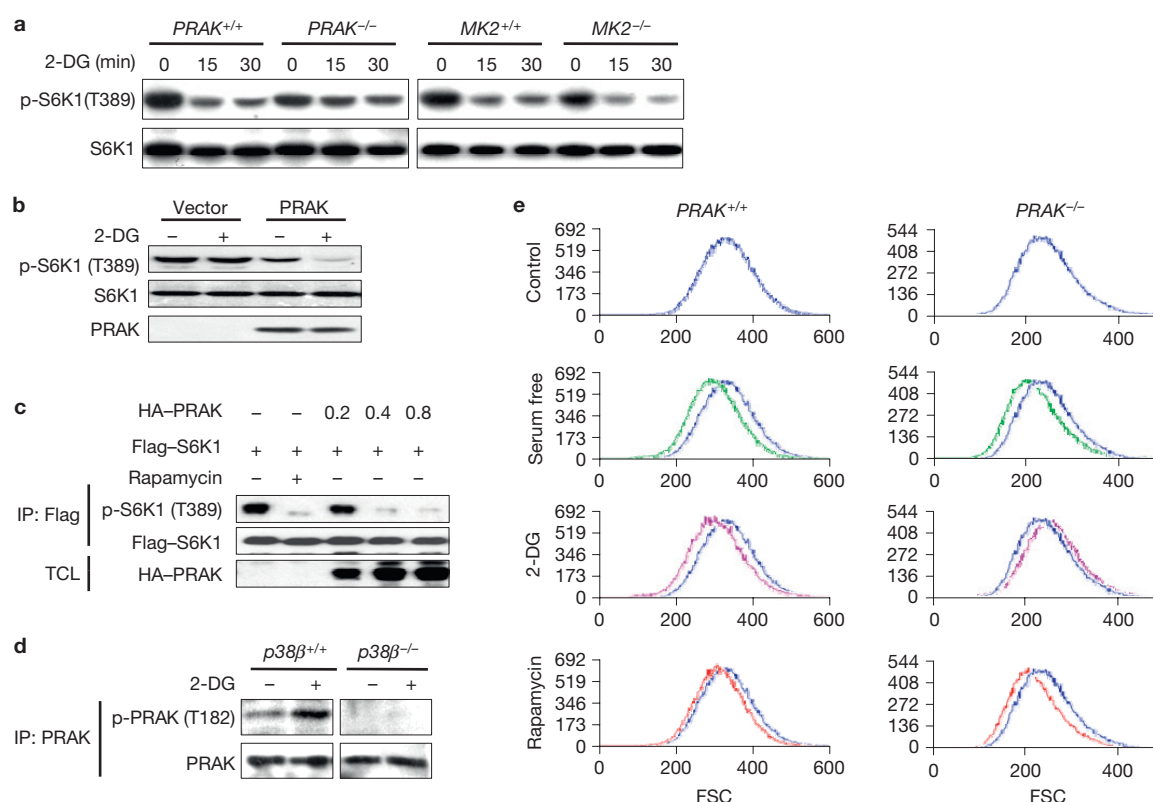 a
PRAK+/+ PRAK–/– MK2+/+ MK2–/–
2-DG (min) 0 15 30 0 15 30 0 15 30 0 15 30
p-S6K1(T389)
S6K1
b
Vector PRAK
2-DG – + – +
p-S6K1 (T389)
S6K1
PRAK
c
HA–PRAK – – 0.2 0.4 0.8
Flag–S6K1 + + + + +
Rapamycin – + – – –
IP: Flag p-S6K1 (T389)
Flag–S6K1
TCL HA–PRAK
d
p38β+/+ p38β–/–
2-DG – + – +
IP: PRAK p-PRAK (T182)
PRAK
e
PRAK+/+ PRAK–/–
Control
692 519 346 173 0
0 200 400 600
544 408 272 136 0
0 200 400
Serum free
692 519 346 173 0
0 200 400 600
544 408 272 136 0
0 200 400
2-DG
692 519 346 173 0
0 200 400 600
544 408 272 136 0
0 200 400
Rapamycin
692 519 346 173 0
0 200 400 600
544 408 272 136 0
0 200 400
FSC FSC